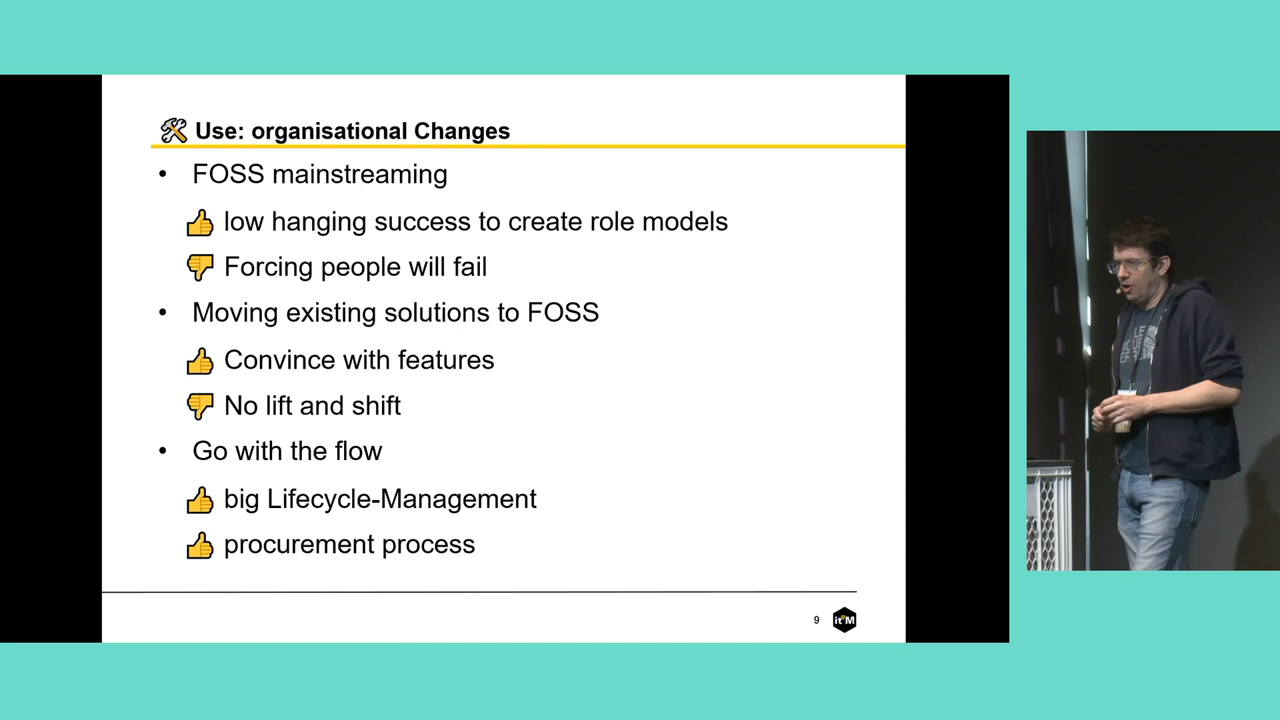 Use: organisational Changes
• FOSS mainstreaming
low hanging success to create role models
Forcing people will fail
• Moving existing solutions to FOSS
Convince with features
No lift and shift
• Go with the flow
big Lifecycle-Management
procurement process
9
it@M